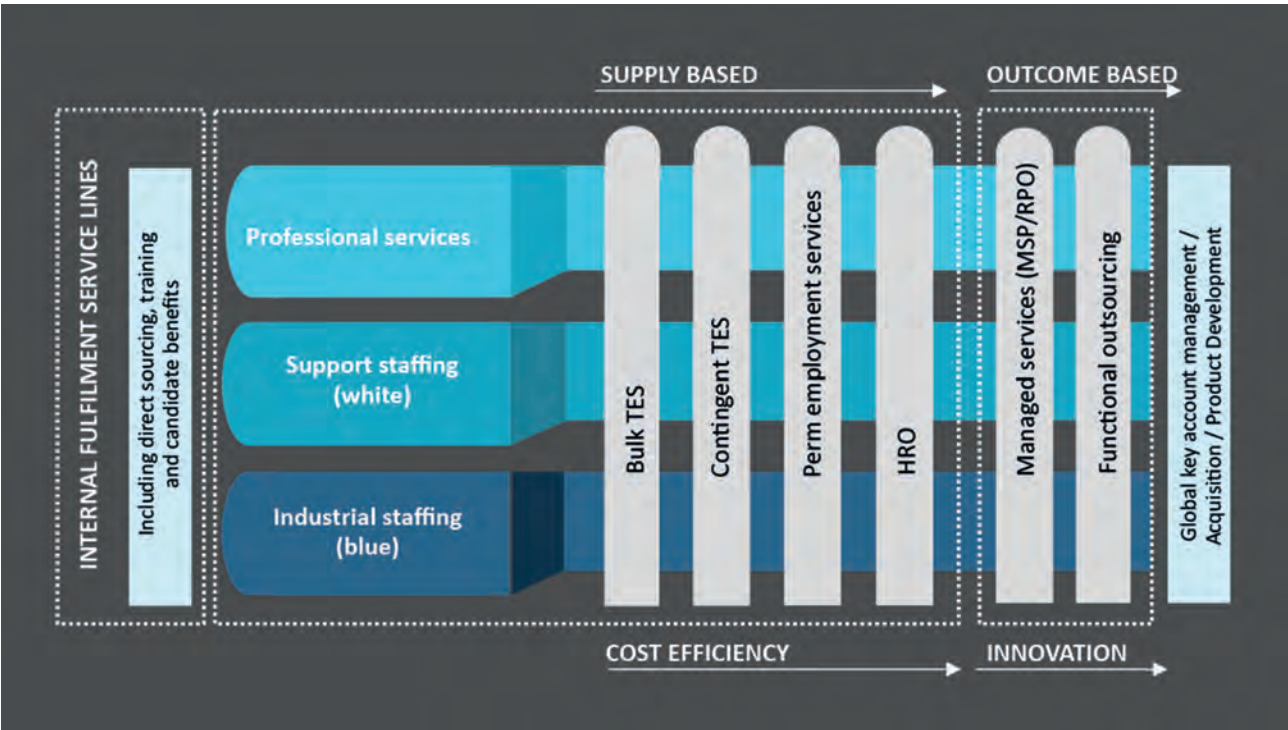 INTERNAL FULFILMENT SERVICE LINES
Including direct sourcing, training
and candidate benefits
Professional services
Support staffing
(white)
Industrial staffing
(blue)
SUPPLY BASED
Bulk TES
Contingent TES
Perm employment services
HRO
COST EFFICIENCY
OUTCOME BASED
Managed services (MSP/RPO)
Functional outsourcing
INNOVATION
Global key account management /
Acquisition / Product Development